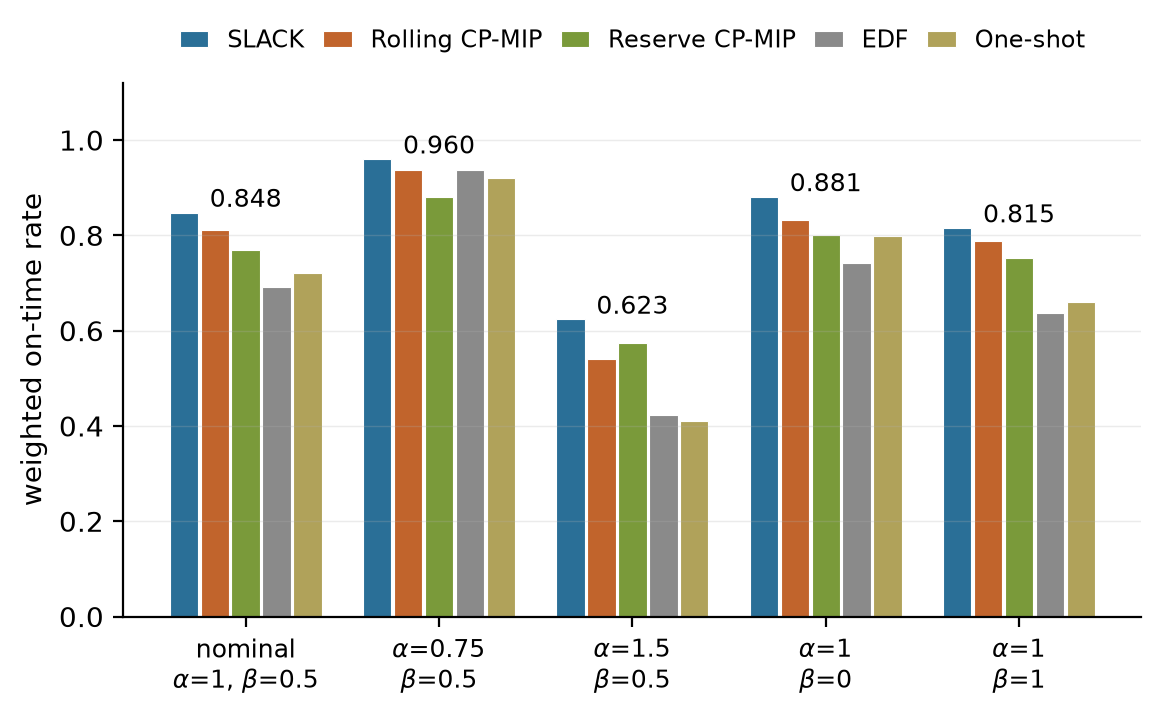 SLACK Rolling CP-MIP Reserve CP-MIP EDF One-shot
weighted on-time rate
1.0
0.8
0.6
0.4
0.2
0.0
0.848
0.960
0.623
0.881
0.815
nominal
α=1, β=0.5
α=0.75
β=0.5
α=1.5
β=0.5
α=1
β=0
α=1
β=1